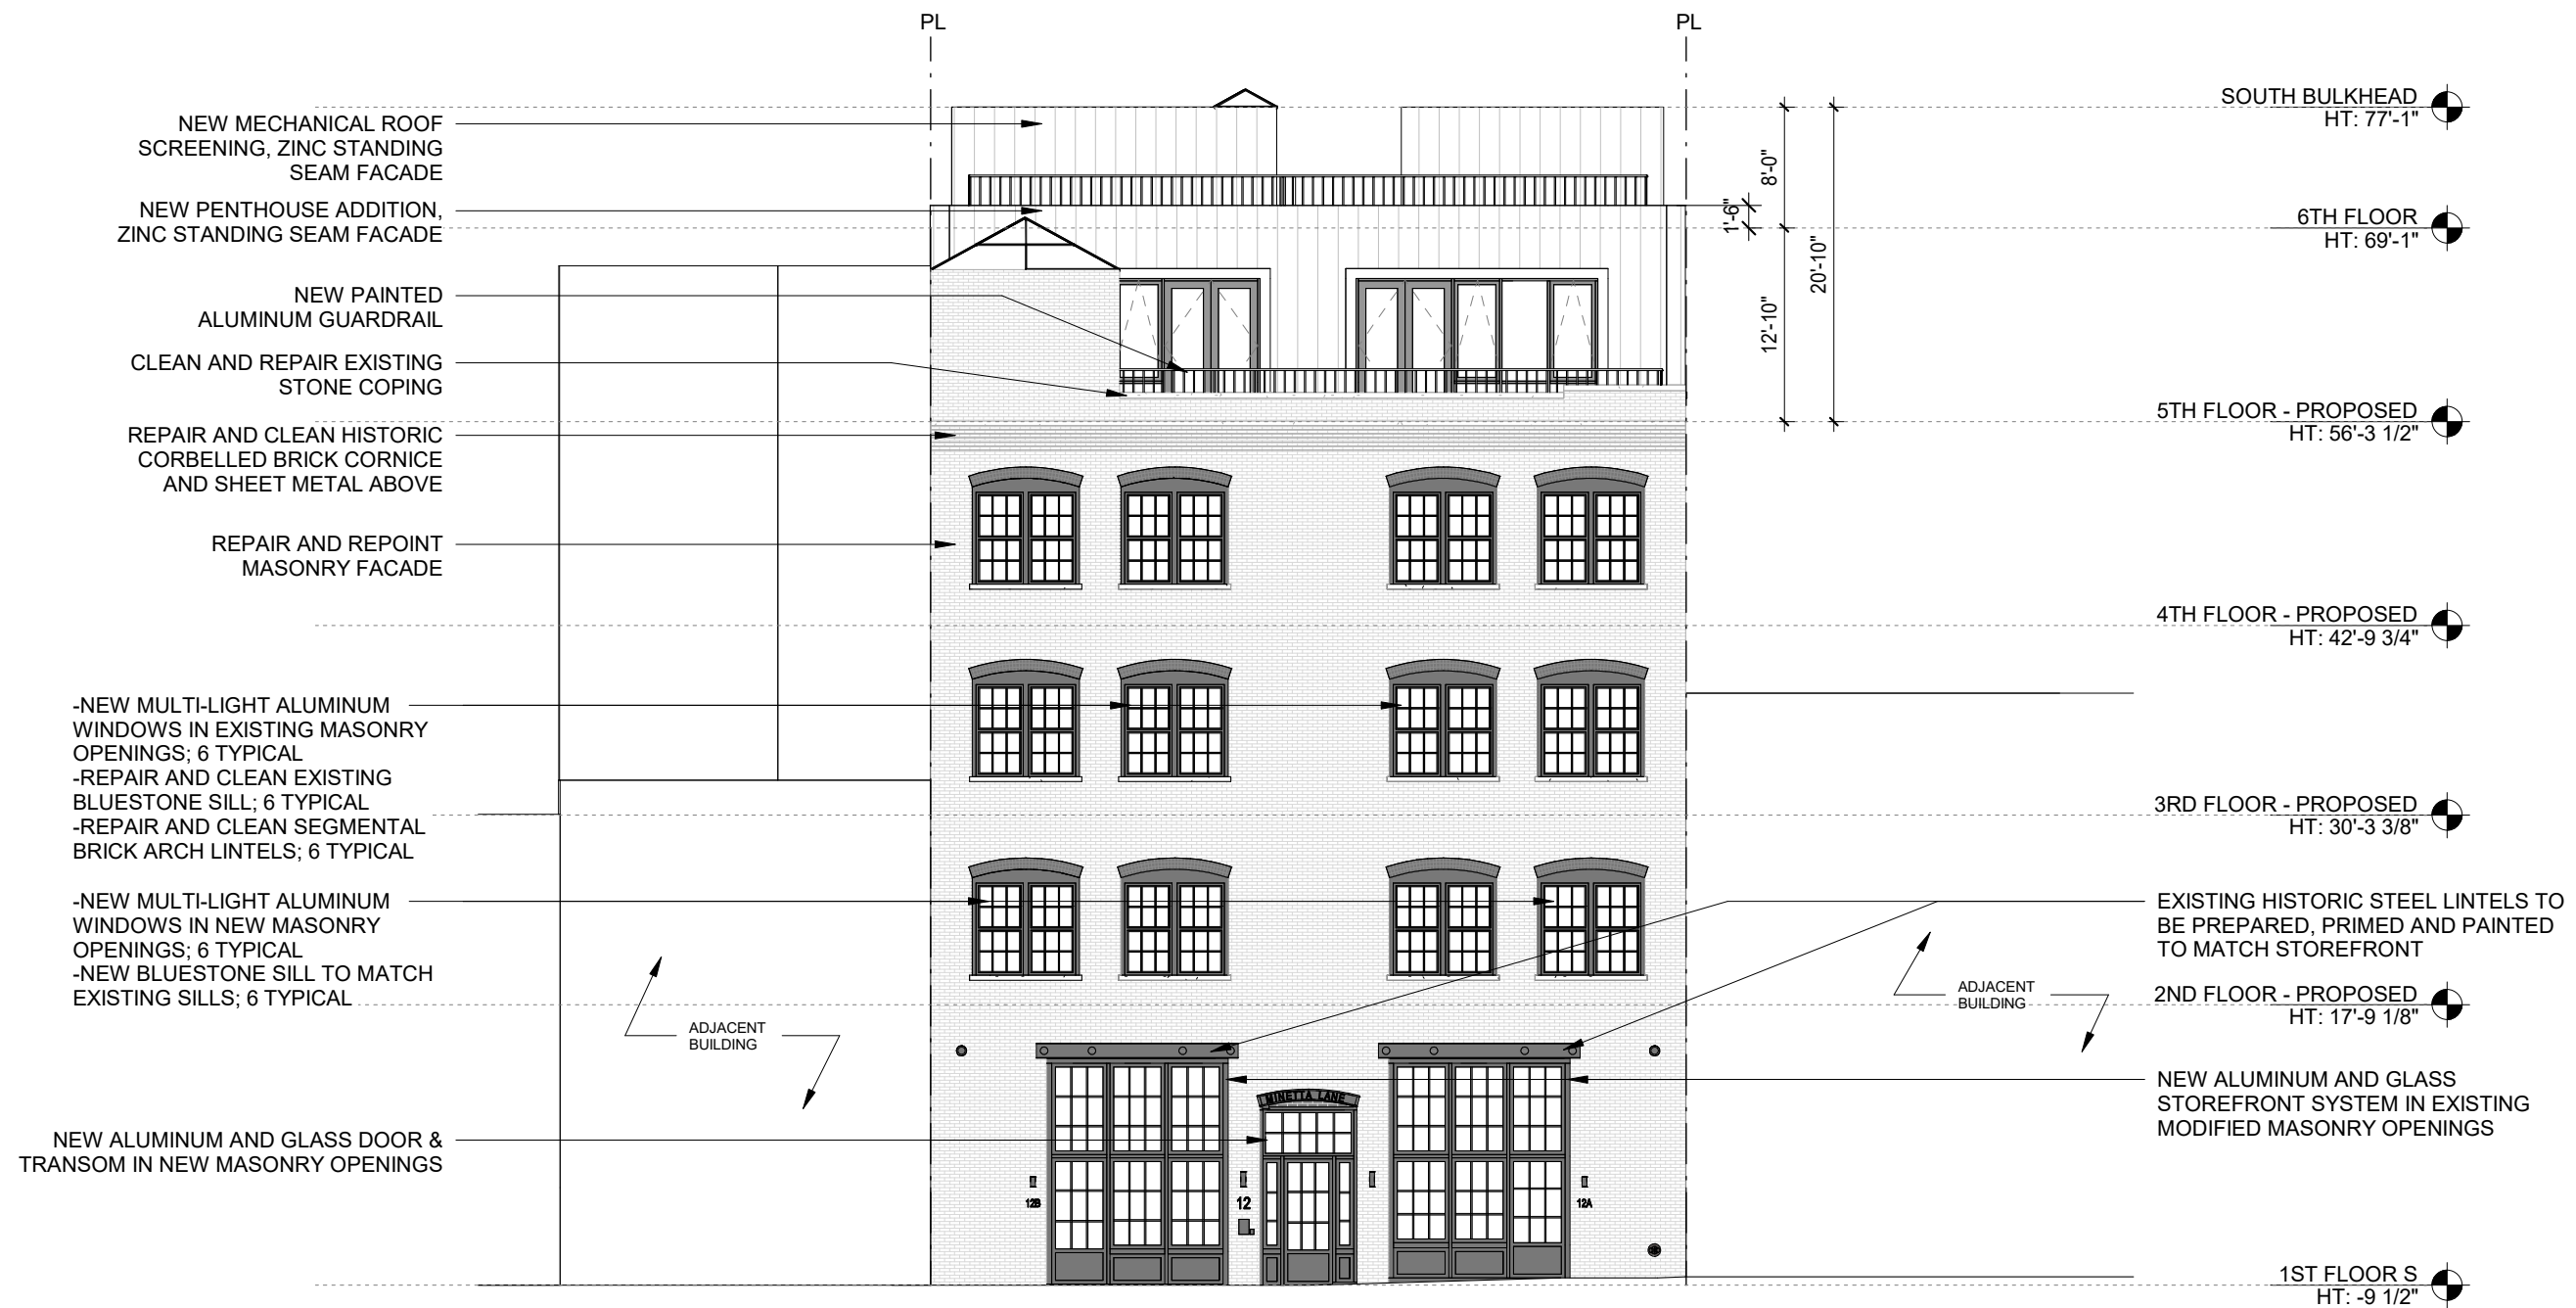 PL
PL
NEW MECHANICAL ROOF
SCREENING, ZINC STANDING
SEAM FACADE
NEW PENTHOUSE ADDITION,
ZINC STANDING SEAM FACADE
NEW PAINTED
ALUMINUM GUARDRAIL
CLEAN AND REPAIR EXISTING
STONE COPING
REPAIR AND CLEAN HISTORIC
CORBELLED BRICK CORNICE
AND SHEET METAL ABOVE
REPAIR AND REPOINT
MASONRY FACADE
-NEW MULTI-LIGHT ALUMINUM
WINDOWS IN EXISTING MASONRY
OPENINGS; 6 TYPICAL
-REPAIR AND CLEAN EXISTING
BLUESTONE SILL; 6 TYPICAL
-REPAIR AND CLEAN SEGMENTAL
BRICK ARCH LINTELS; 6 TYPICAL
-NEW MULTI-LIGHT ALUMINUM
WINDOWS IN NEW MASONRY
OPENINGS; 6 TYPICAL
-NEW BLUESTONE SILL TO MATCH
EXISTING SILLS; 6 TYPICAL
NEW ALUMINUM AND GLASS DOOR &
TRANSOM IN NEW MASONRY OPENINGS
ADJACENT
BUILDING
MINETTA LANE
12B
12
12A
8'-0"
1'-6"
20'-10"
12'-10"
SOUTH BULKHEAD
HT: 77'-1"
6TH FLOOR
HT: 69'-1"
5TH FLOOR - PROPOSED
HT: 56'-3 1/2"
4TH FLOOR - PROPOSED
HT: 42'-9 3/4"
3RD FLOOR - PROPOSED
HT: 30'-3 3/8"
EXISTING HISTORIC STEEL LINTELS TO
BE PREPARED, PRIMED AND PAINTED
TO MATCH STOREFRONT
ADJACENT
BUILDING
2ND FLOOR - PROPOSED
HT: 17'-9 1/8"
NEW ALUMINUM AND GLASS
STOREFRONT SYSTEM IN EXISTING
MODIFIED MASONRY OPENINGS
1ST FLOOR S
HT: -9 1/2"